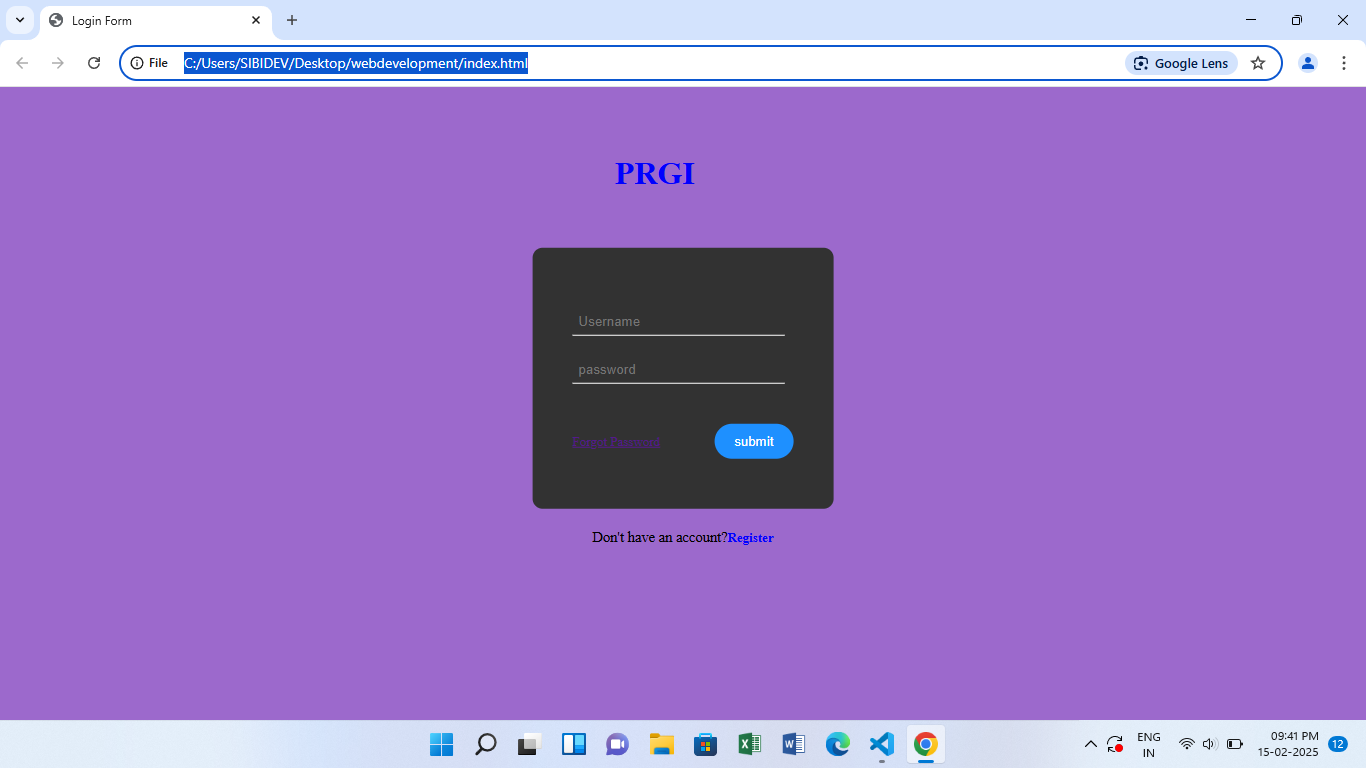 Login Form
File
C:/Users/SIBIDEV/Desktop/webdevelopment/index.html
Google Lens
PRGI
Username
password
Forget Password
submit
Don't have an account?Register
ENG
IN
09:41 PM
15-02-2025
12